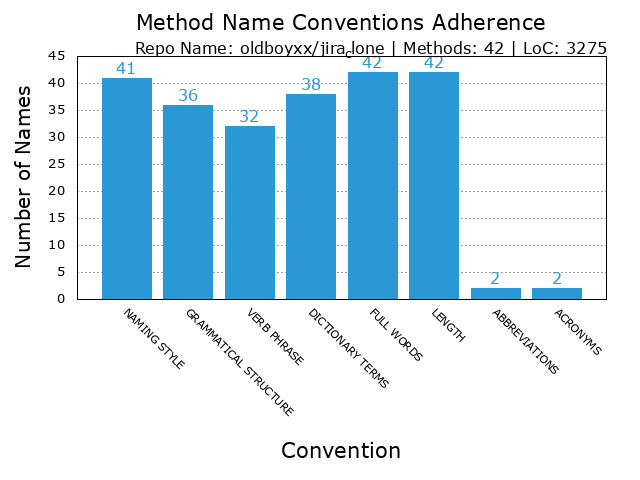 Method Name Conventions Adherence
Repo Name: oldboyxx/jira_clone | Methods: 42 | LoC: 3275
Number of Names
45
40
35
30
25
20
15
10
5
0
41
36
32
38
42
42
2
2
NAMING STYLE
GRAMMATICAL STRUCTURE
VERB PHRASE
DICTIONARY TERMS
FULL WORDS
LENGTH
ABBREVIATIONS
ACRONYMS
Convention